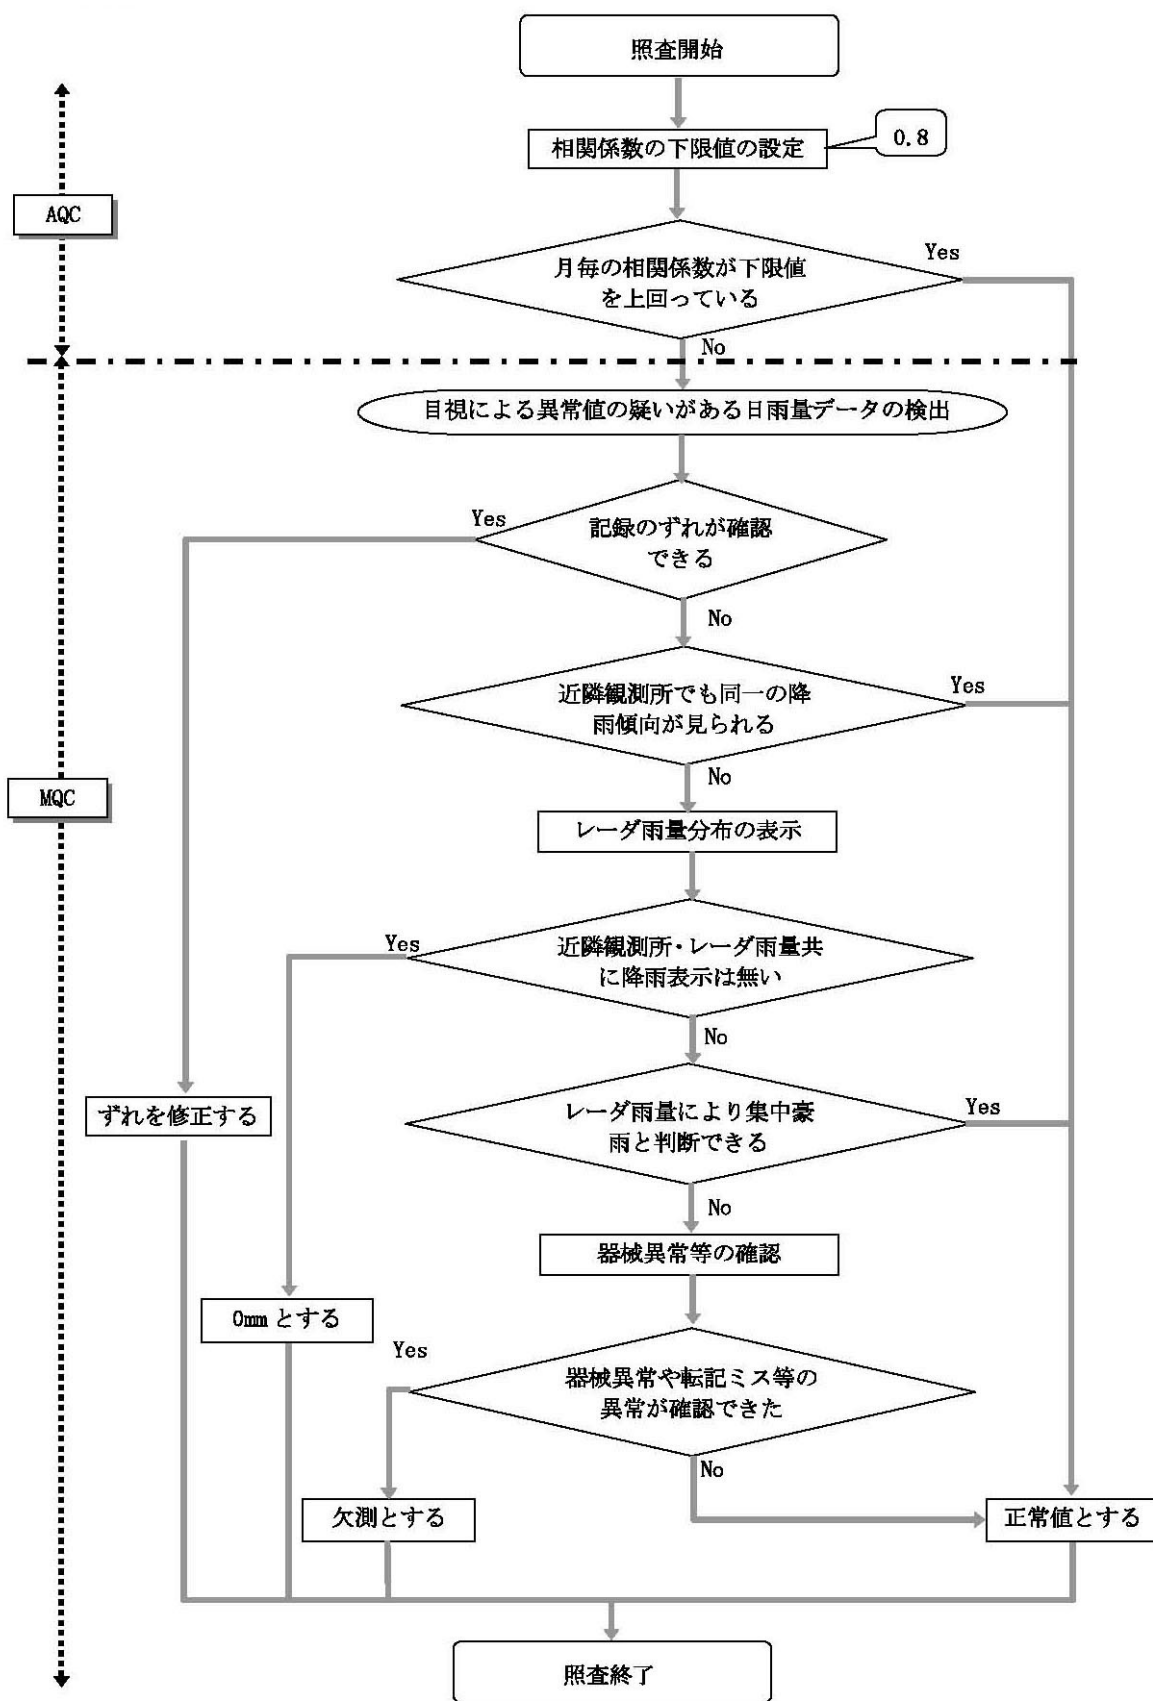 照査開始
相関係数の下限値の設定
0.8
AQC
月毎の相関係数が下限値
を上回っている
Yes
No
目視による異常値の疑いがある日雨量データの検出
Yes
記録のずれが確認
できる
No
近隣観測所でも同一の降
雨傾向が見られる
Yes
No
MQC
レーダ雨量分布の表示
Yes
近隣観測所・レーダ雨量共
に降雨表示は無い
No
ずれを修正する
レーダ雨量により集中豪
雨と判断できる
Yes
No
器械異常等の確認
0mmとする
Yes
器械異常や転記ミス等の
異常が確認できた
No
欠測とする
正常値とする
照査終了